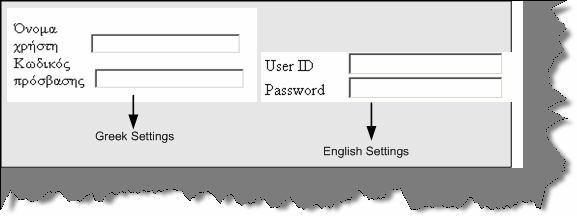 Όνομα
χρήστη
Κωδικός
πρόσβασης
Greek Settings
User ID
Password
English Settings